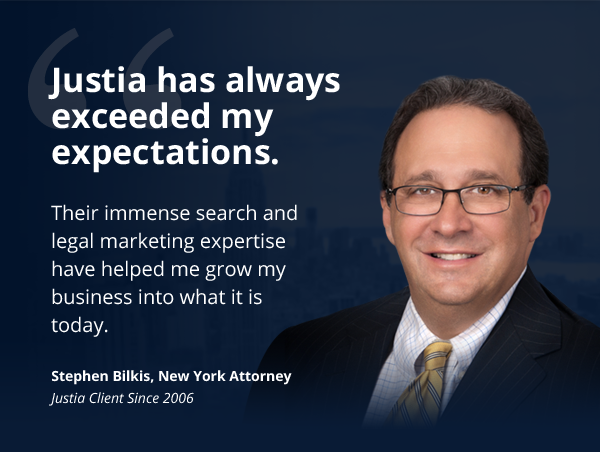 Justia has always
exceeded my
expectations.
Their immense search and
legal marketing expertise
have helped me grow my
business into what it is
today.
Stephen Bilkis, New York Attorney
Justia Client Since 2006